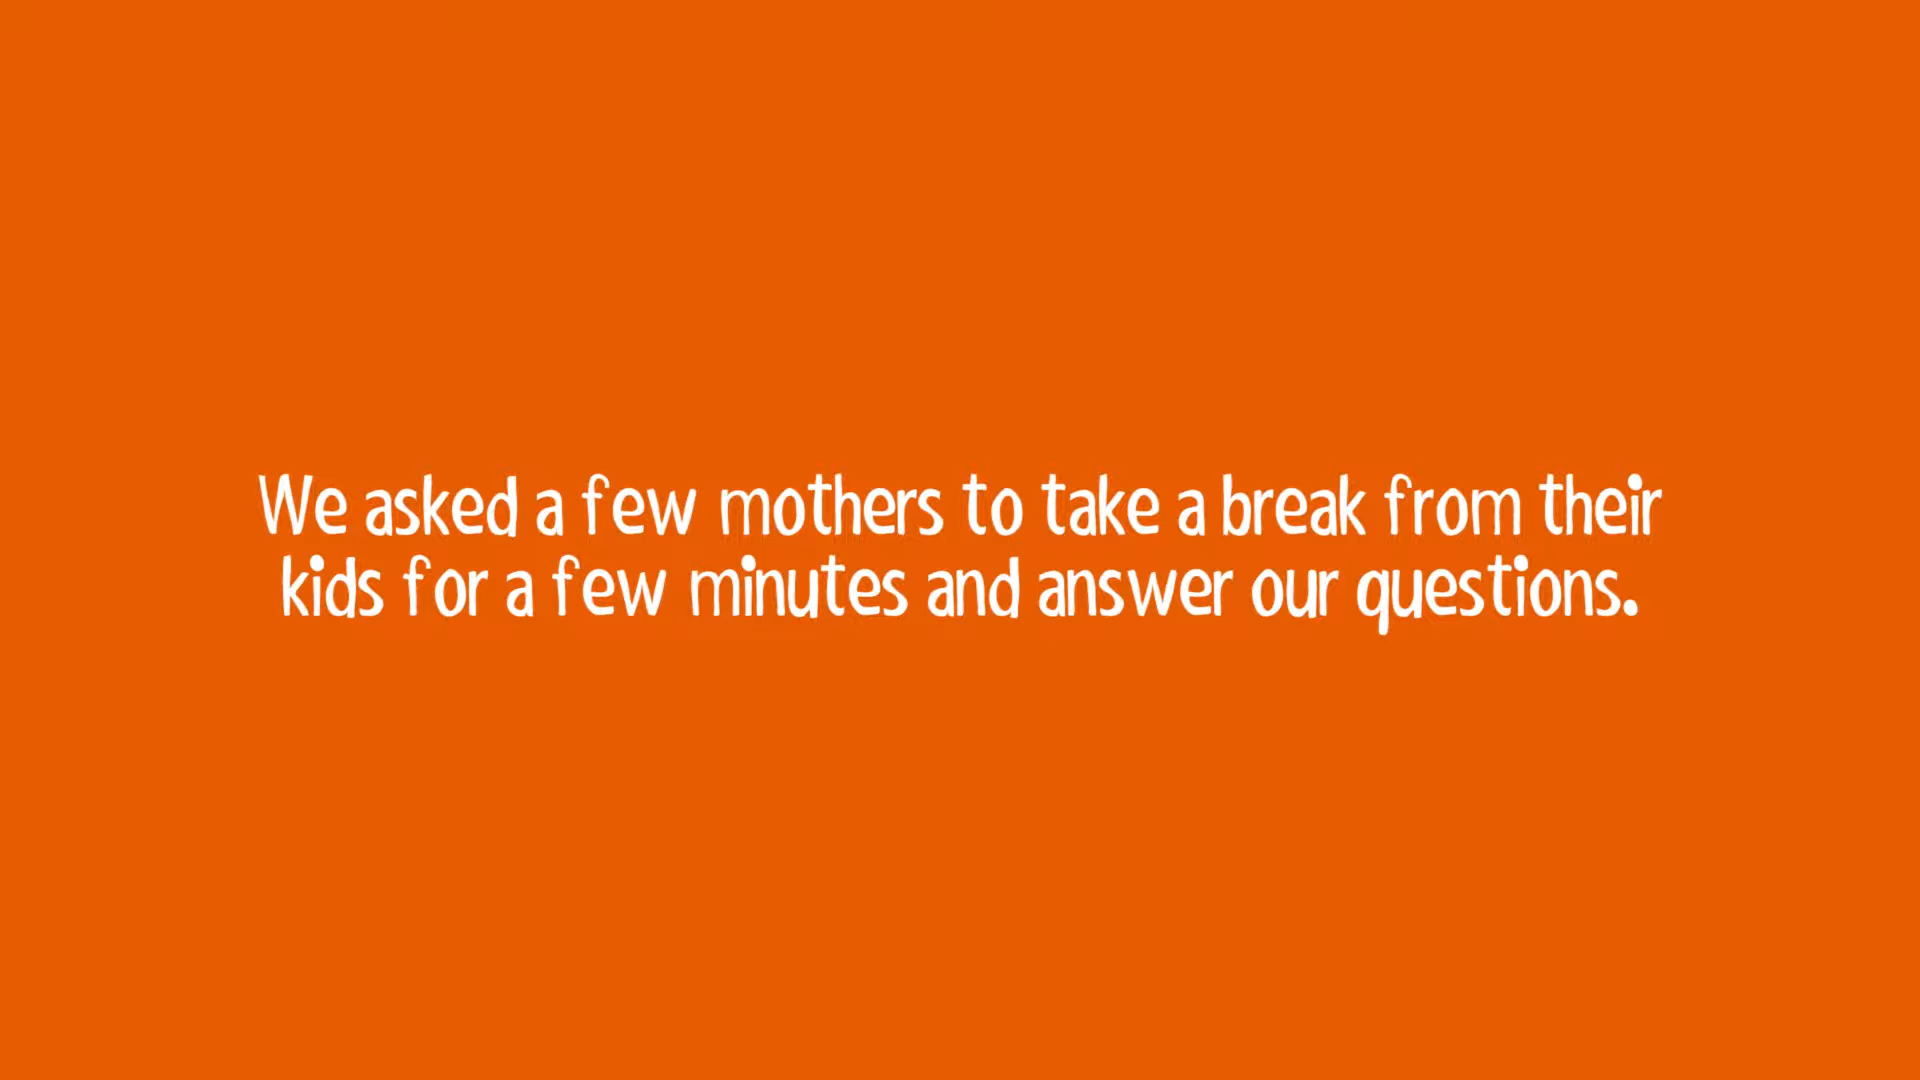 We asked a few mothers to take a break from their
kids for a few minutes and answer our questions.